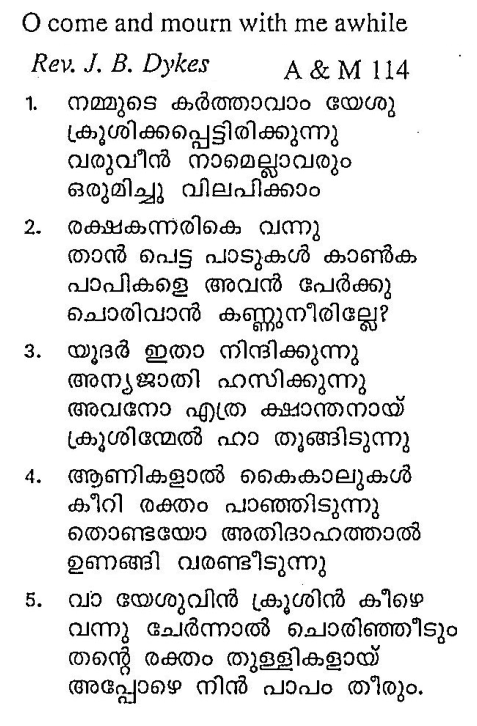 O come and mourn with me awhile
Rev. J. B. Dykes A & M 114
1. നമ്മുടെ കർത്താവാം യേശു
ക്രൂശിക്കപ്പെട്ടിരിക്കുന്നു
വരുവീൻ നാമെല്ലാവരും
ഒരുമിച്ചു വിലപിക്കാം
2. രക്ഷകന്നരികെ വന്നു
താൻ പെട്ട പാടുകൾ കാൺക
പാപികളെ അവൻ പേർക്കു
ചൊരിവാൻ കണ്ണുനീരില്ലേ?
3. യൂദർ ഇതാ നിന്ദിക്കുന്നു
അന്യജാതി ഹസിക്കുന്നു
അവനോ എത്ര ക്ഷാന്തനായ്
ക്രൂശിന്മേൽ ഹാ തൂങ്ങിടുന്നു
4. ആണികളാൽ കൈകാലുകൾ
കീറി രക്തം പാഞ്ഞിടുന്നു
തൊണ്ടയോ അതിദാഹത്താൽ
ഉണങ്ങി വരണ്ടീടുന്നു
5. വാ യേശുവിൻ ക്രൂശിൻ കീഴെ
വന്നു ചേർന്നാൽ ചൊരിഞ്ഞീടും
തന്റെ രക്തം തുള്ളികളായ്
അപ്പോഴെ നിൻ പാപം തീരും.